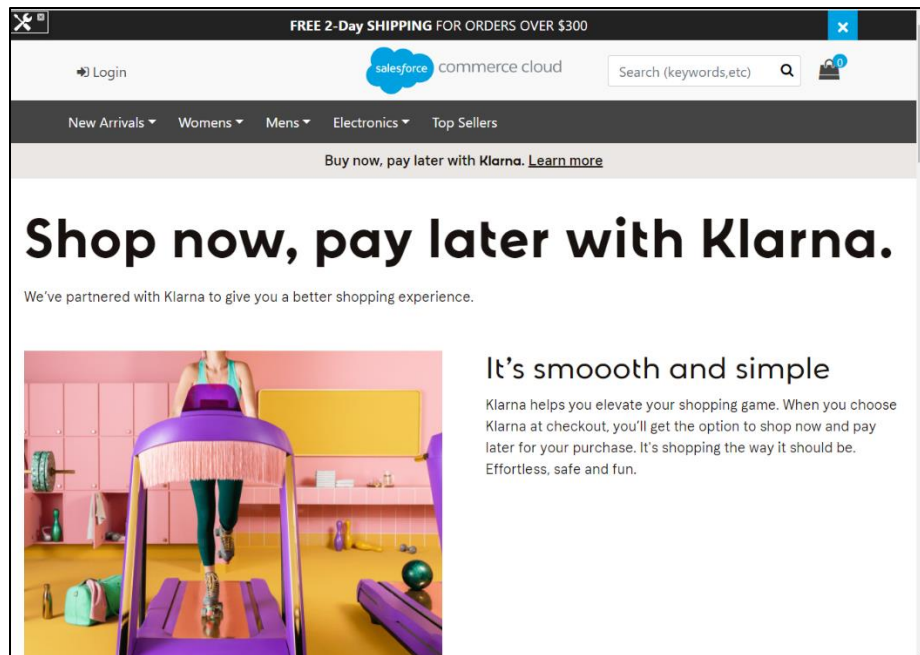 FREE 2-Day SHIPPING FOR ORDERS OVER $300
Login
salesforce commerce cloud
Search (keywords,etc)
0
New Arrivals
Womens
Mens
Electronics
Top Sellers
Buy now, pay later with Klarna. Learn more
Shop now, pay later with Klarna.
We've partnered with Klarna to give you a better shopping experience.
It's smoooth and simple
Klarna helps you elevate your shopping game. When you choose
Klarna at checkout, you'll get the option to shop now and pay
later for your purchase. It's shopping the way it should be.
Effortless, safe and fun.